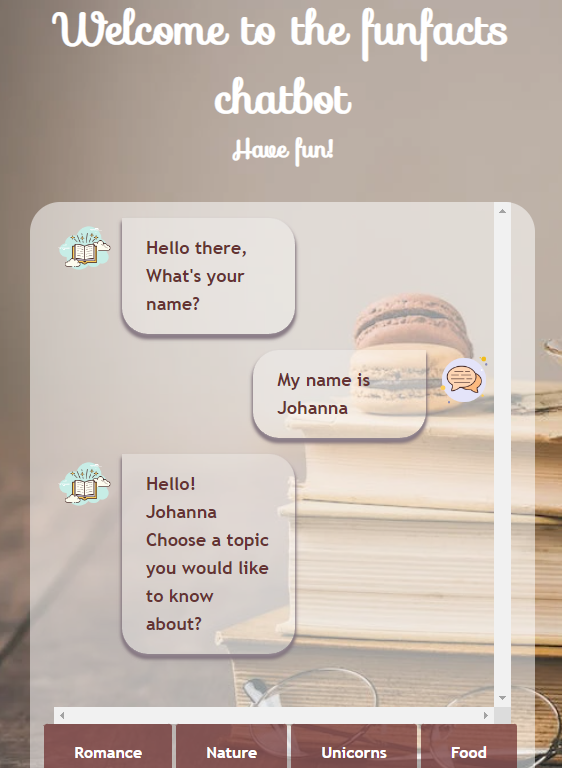 Welcome to the funfacts
chatbot
Have fun!
Hello there,
What's your
name?
My name is
Johanna
Hello!
Johanna
Choose a topic
you would like
to know
about?
Romance Nature Unicorns Food